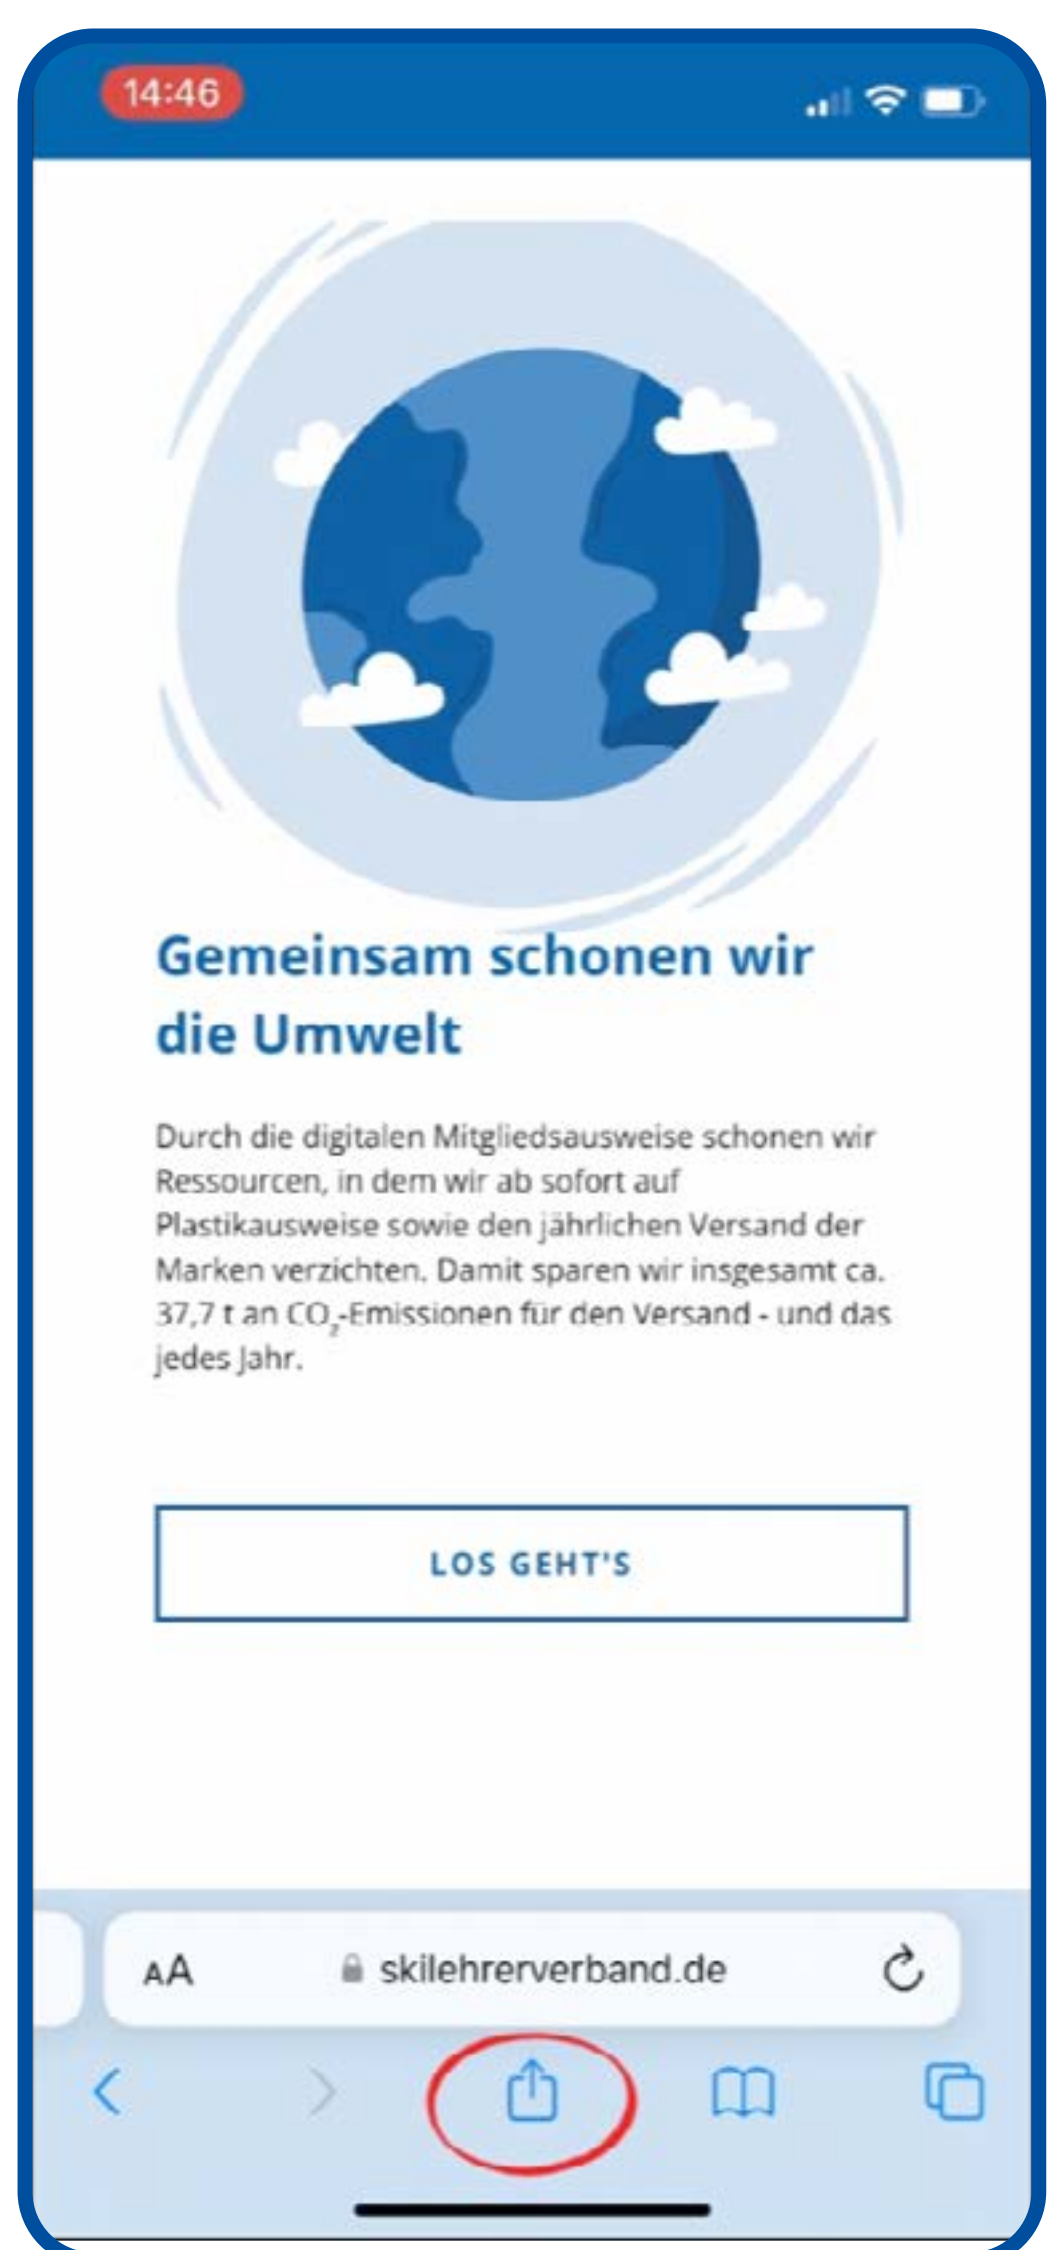 14:46
Gemeinsam schonen wir
die Umwelt
Durch die digitalen Mitgliedsausweise schonen wir
Ressourcen, in dem wir ab sofort auf
Plastikausweise sowie den jährlichen Versand der
Marken verzichten. Damit sparen wir insgesamt ca.
37,7 t an CO₂-Emissionen für den Versand - und das
jedes Jahr.
LOS GEHT'S
AA skilehrerverband.de